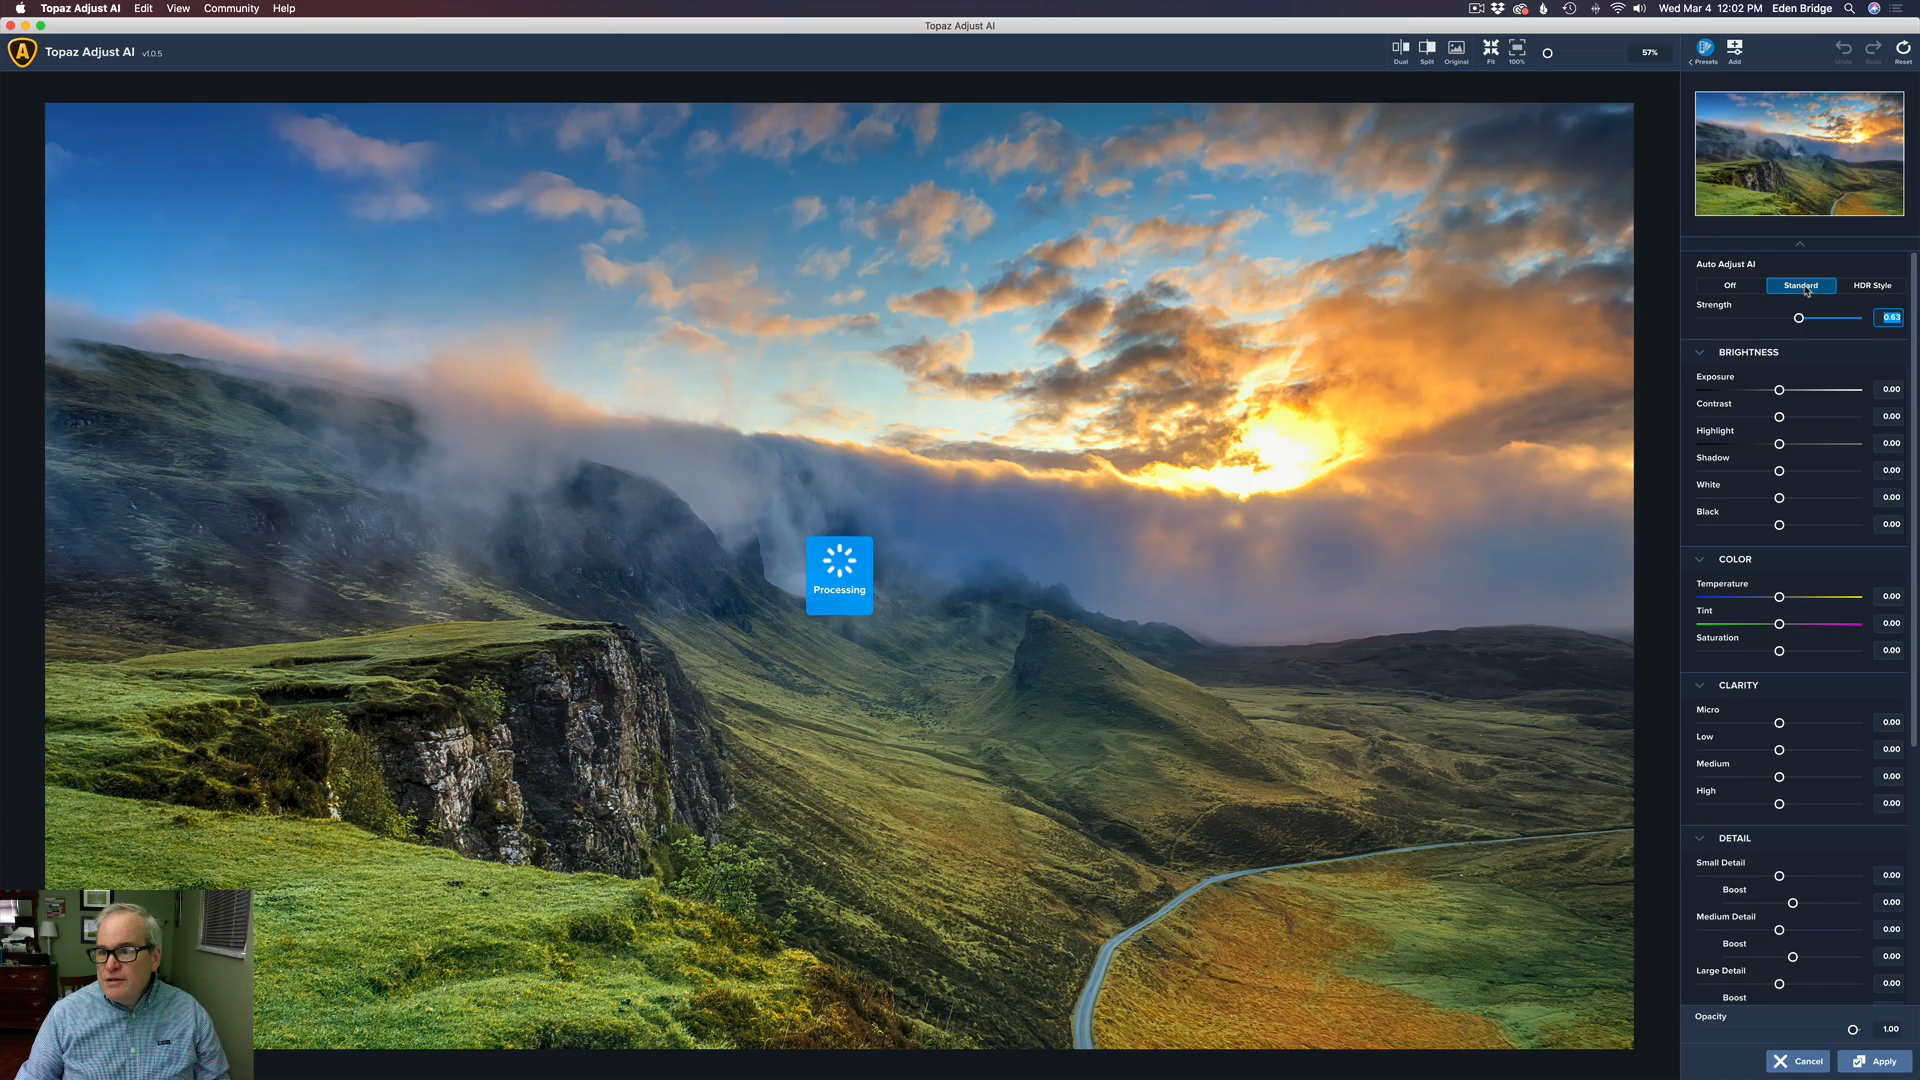 Topaz Adjust AI Edit View Community Help Wed Mar 4 12:02 PM Eden Bridge
Topaz Adjust AI
A Topaz Adjust AI v1.0.5 Dual Split Original Fit 100% 57% Presets Add Undo Redo Reset
Auto Adjust AI
Off Standard HDR Style
Strength
0.63
BRIGHTNESS
Exposure
0.00
Contrast
0.00
Highlight
0.00
Shadow
0.00
White
0.00
Black
0.00
COLOR
Temperature
0.00
Tint
0.00
Saturation
0.00
CLARITY
Micro
0.00
Low
0.00
Medium
0.00
High
0.00
DETAIL
Small Detail
0.00
Boost
0.00
Medium Detail
0.00
Boost
0.00
Large Detail
0.00
Boost
Opacity
1.00
Cancel Apply
Processing